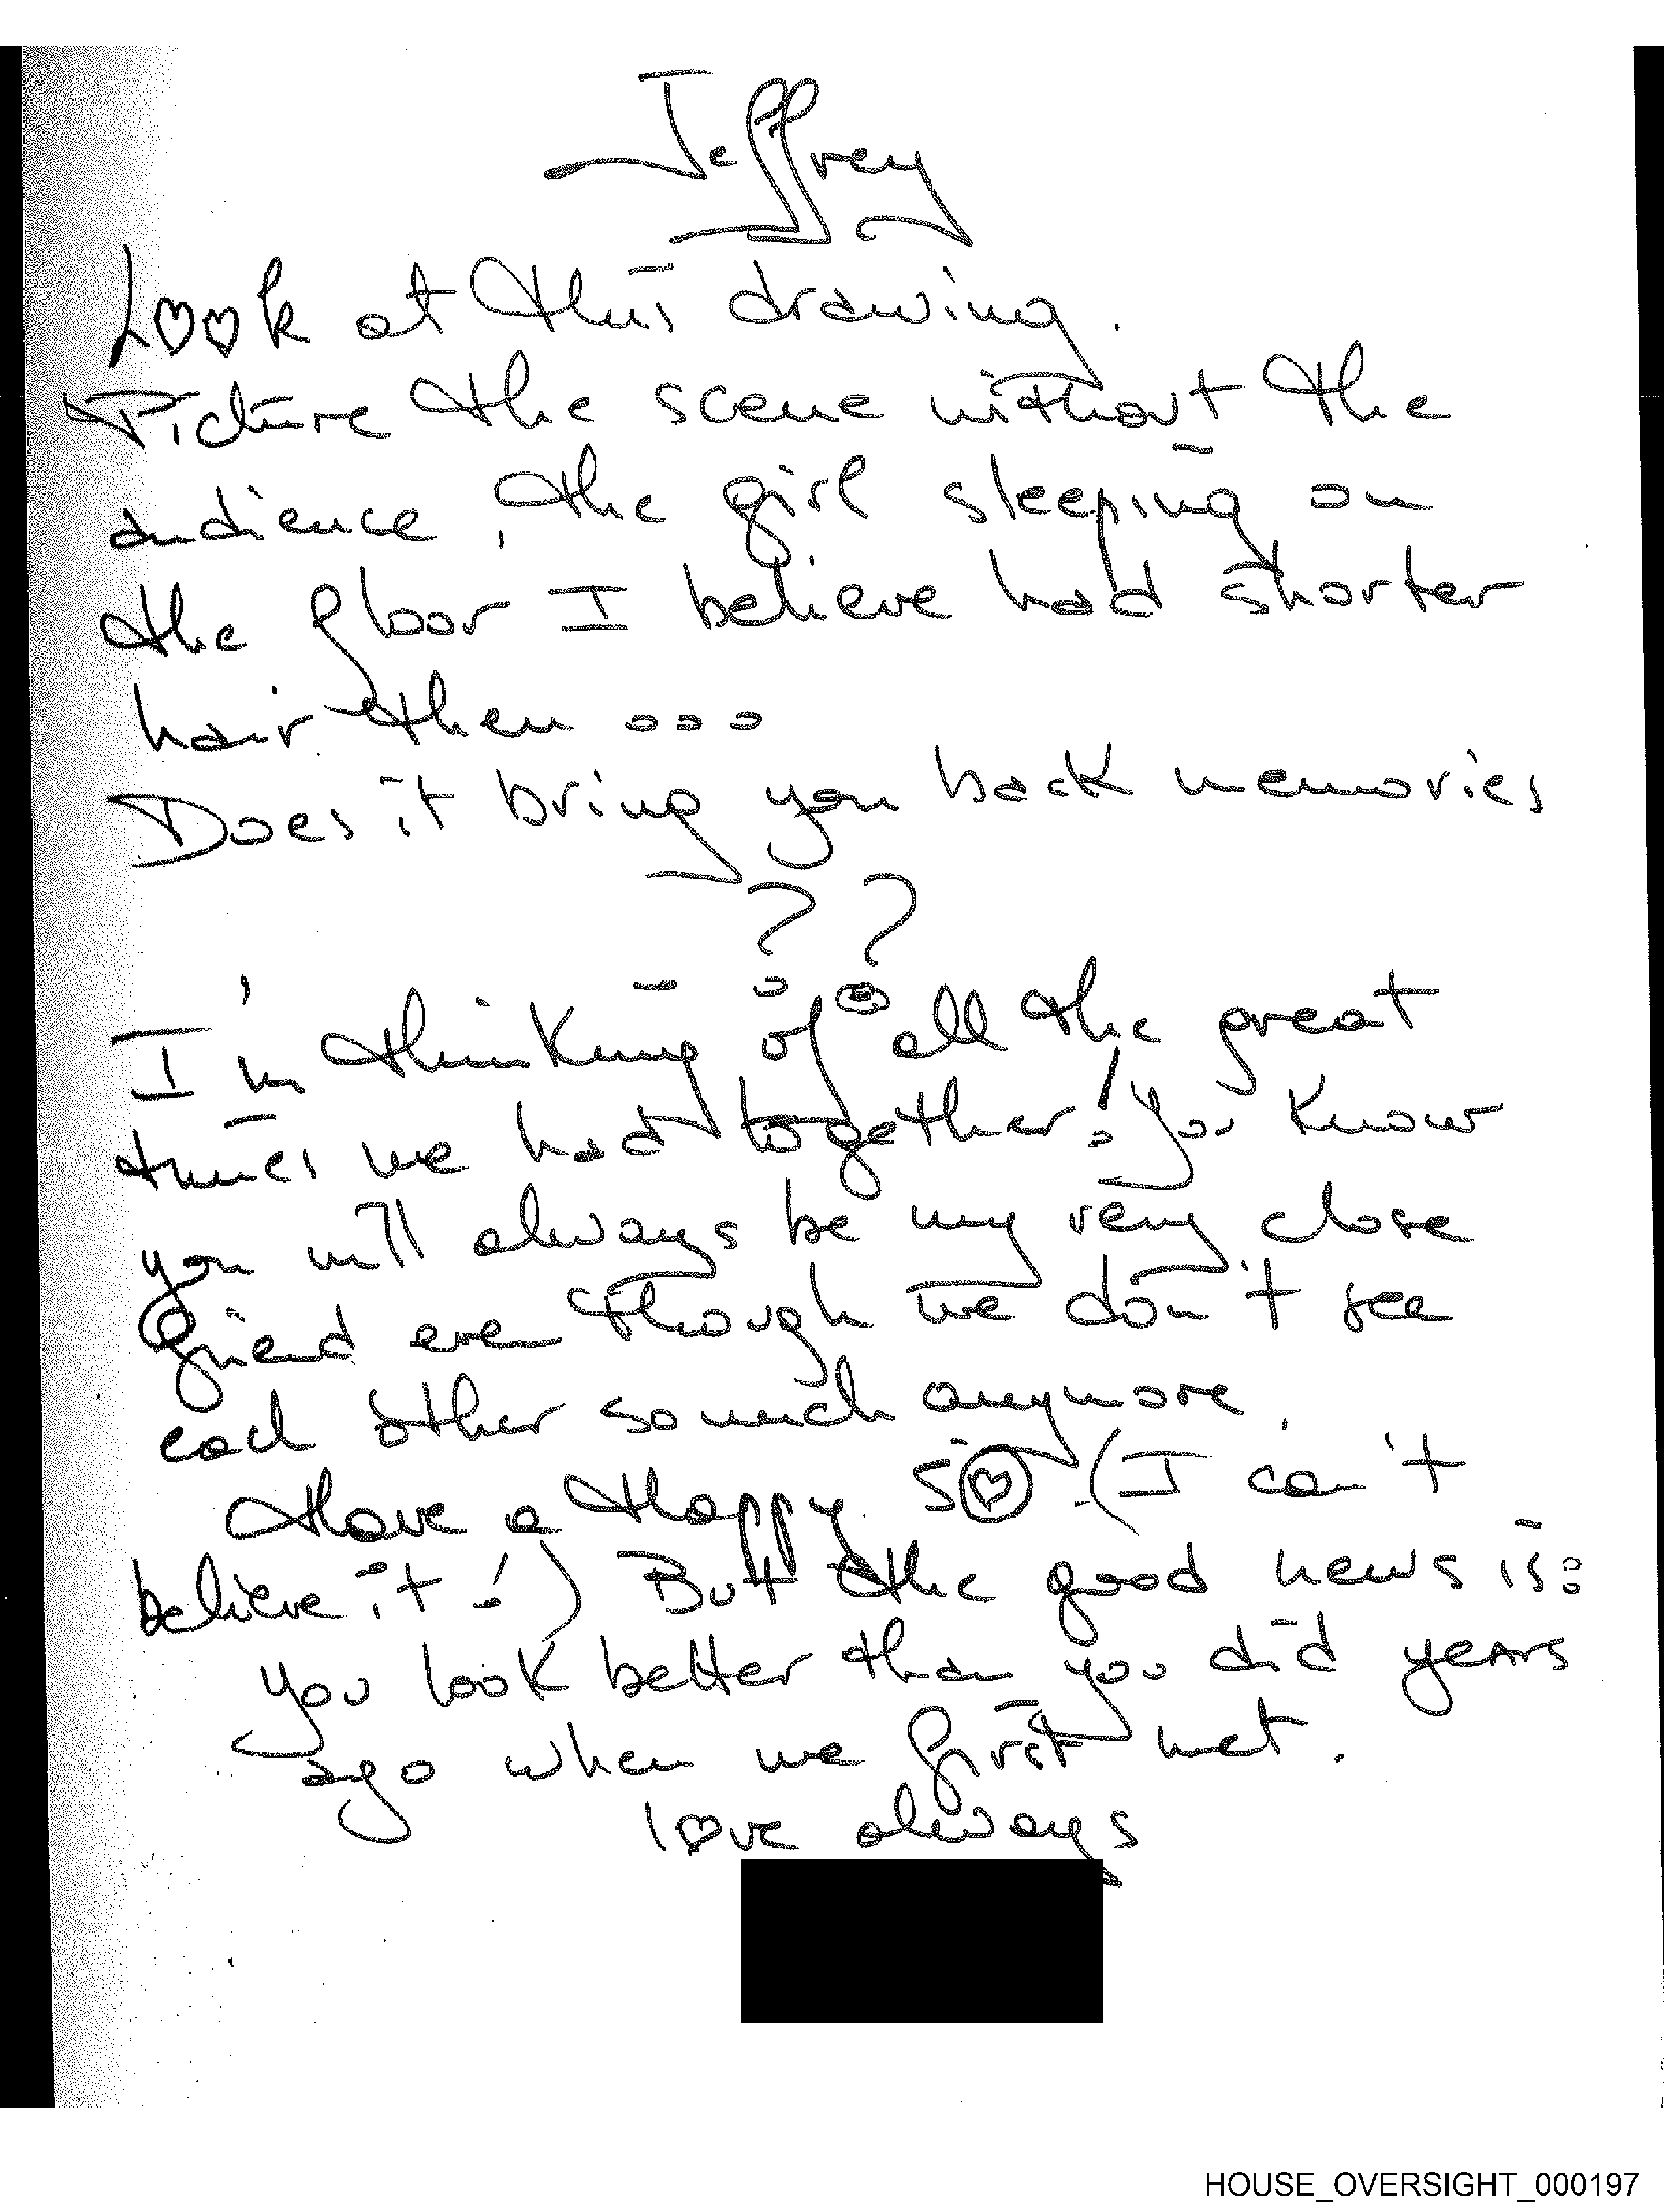 Jeffrey
Look at this drawing.
Picture the scene without the
audience, the girl sleeping on
the floor I believe had shorter
hair then ...
Does it bring you back memories
??
I'm thinking of all the great
times we had together! You know
you will always be my very close
friend even though we don't see
each other so much anymore.
Have a Happy 50 (I can't
believe it!) But the good news is:
you look better than you did years
ago when we first met.
love always
HOUSE_OVERSIGHT_000197